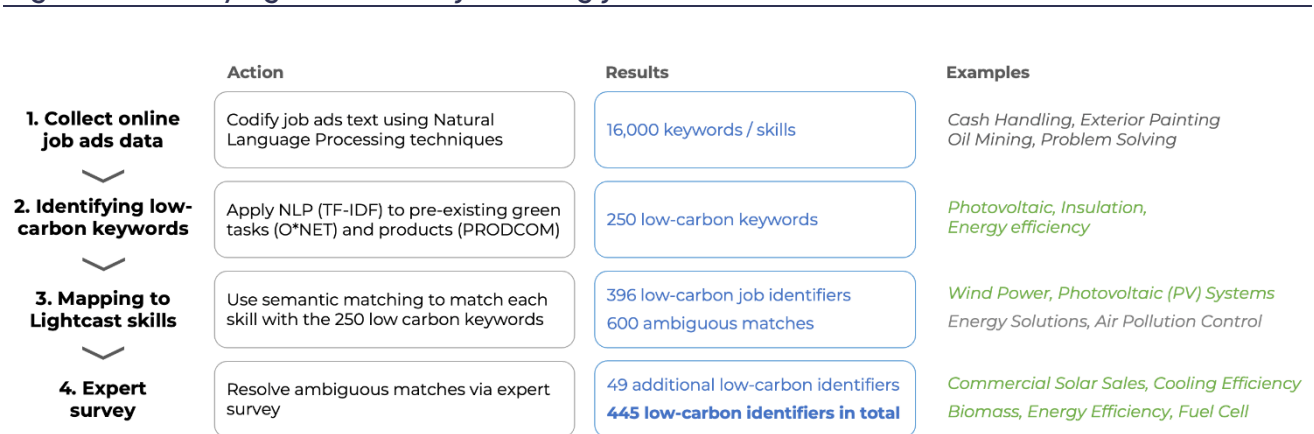 Action Results Examples
1. Collect online
job ads data
Codify job ads text using Natural
Language Processing techniques
16,000 keywords / skills
Cash Handling, Exterior Painting
Oil Mining, Problem Solving
2. Identifying low-
carbon keywords
Apply NLP (TF-IDF) to pre-existing green
tasks (O*NET) and products (PRODCOM)
250 low-carbon keywords
Photovoltaic, Insulation,
Energy efficiency
3. Mapping to
Lightcast skills
Use semantic matching to match each
skill with the 250 low carbon keywords
396 low-carbon job identifiers
600 ambiguous matches
Wind Power, Photovoltaic (PV) Systems
Energy Solutions, Air Pollution Control
4. Expert
survey
Resolve ambiguous matches via expert
survey
49 additional low-carbon identifiers
445 low-carbon identifiers in total
Commercial Solar Sales, Cooling Efficiency
Biomass, Energy Efficiency, Fuel Cell